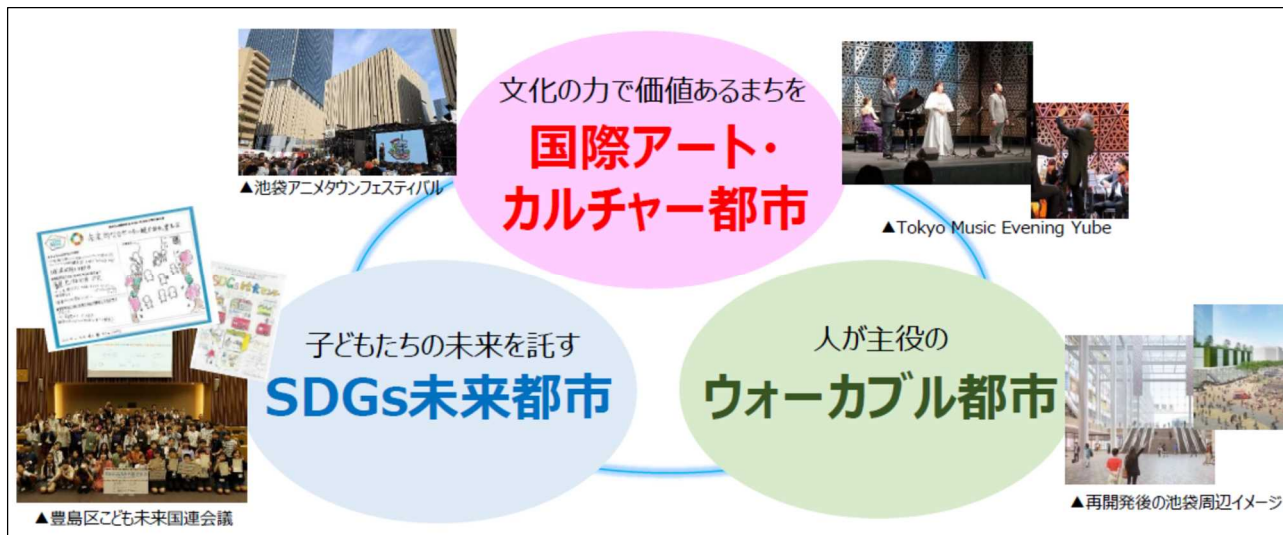 文化の力で価値あるまちを
国際アート・
カルチャー都市
▲池袋アニメタウンフェスティバル
▲Tokyo Music Evening Yube
子どもたちの未来を託す
SDGs未来都市
人が主役の
ウォーカブル都市
▲豊島区こども未来国連会議
▲再開発後の池袋周辺イメージ